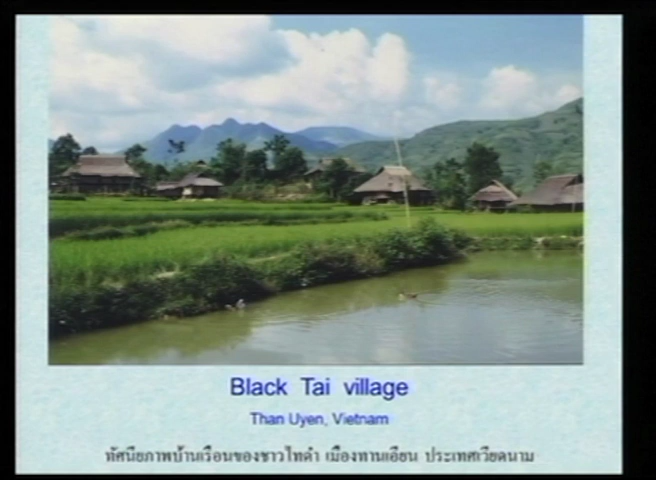 Black Tai village
Than Uyen, Vietnam
ทัศนียภาพบ้านเรือนของชาวไทดำ เมืองทานเอียน ประเทศเวียดนาม